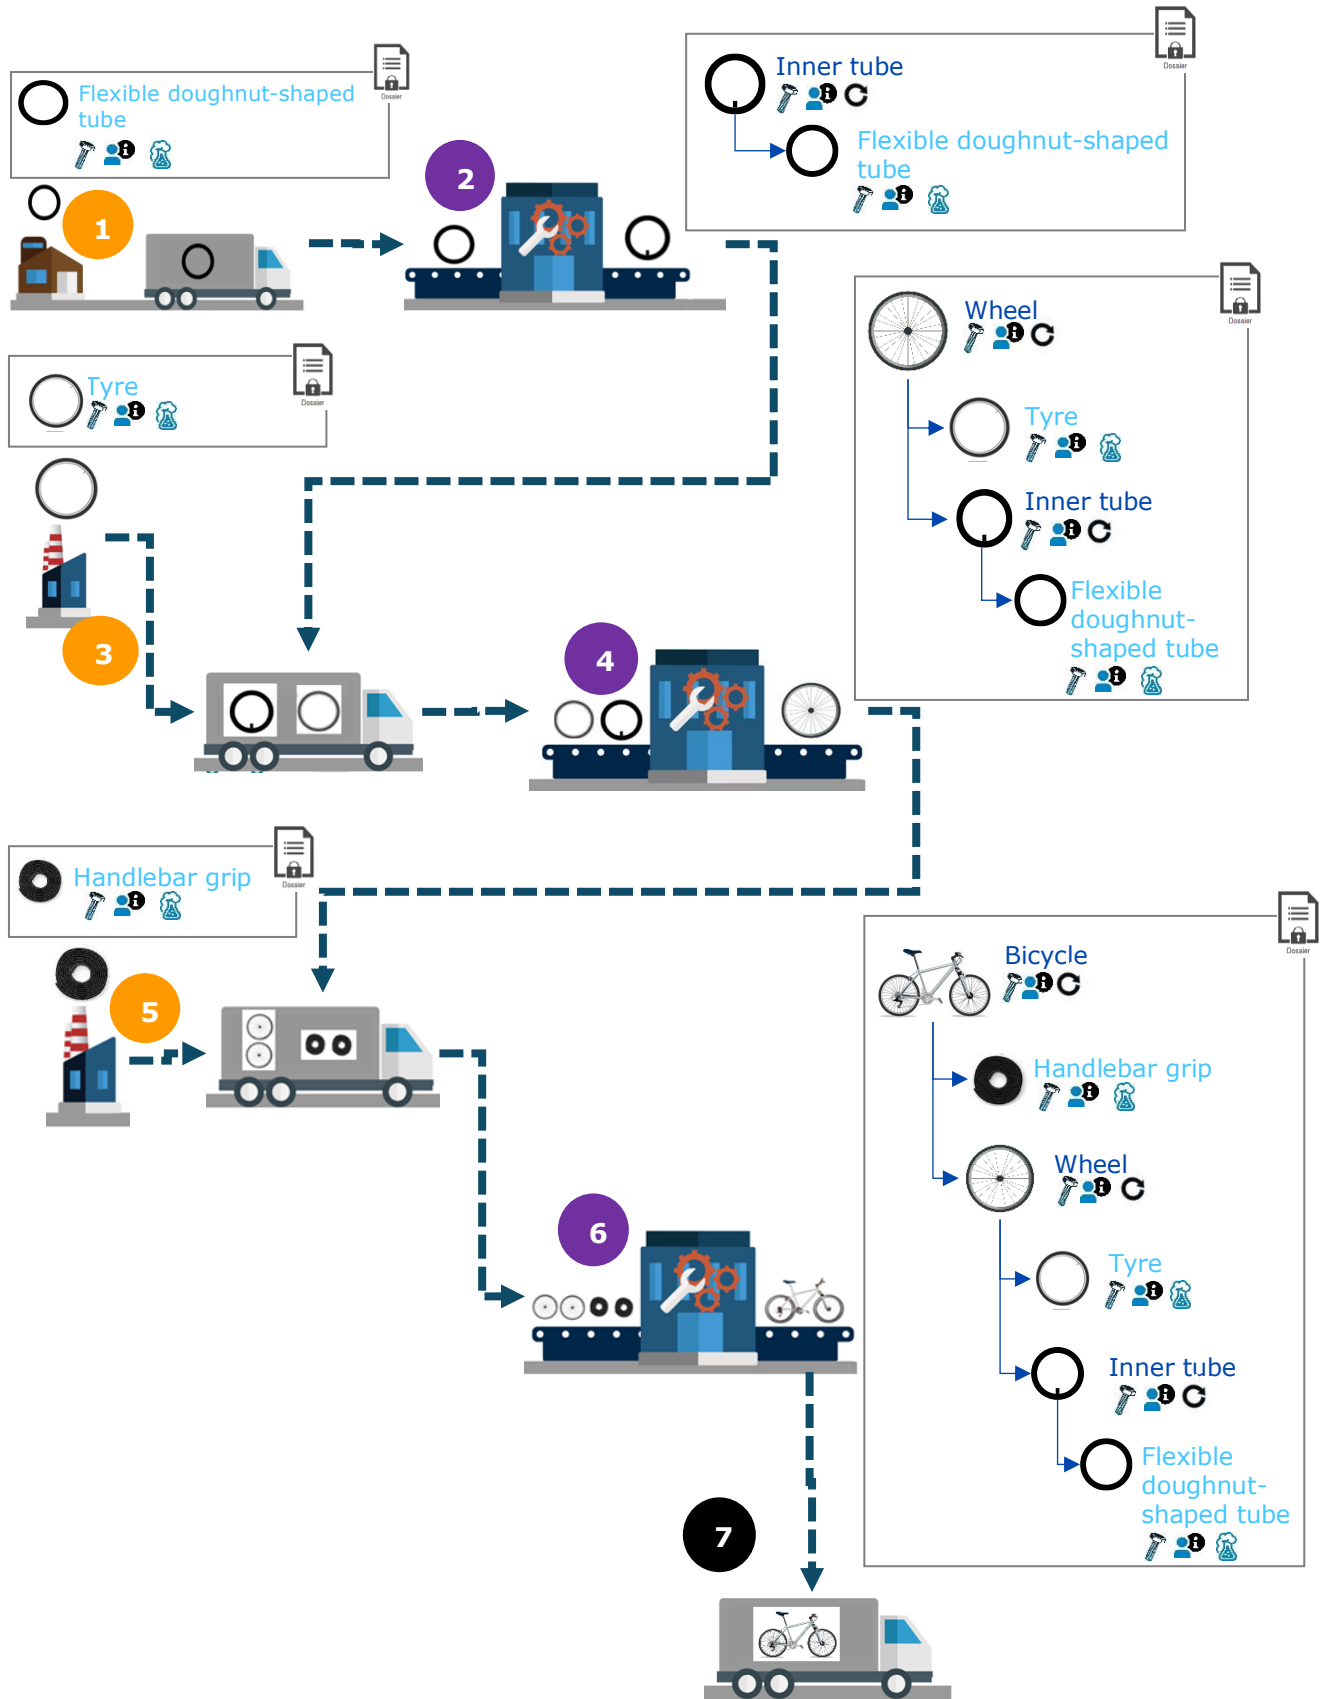 Dossier
Flexible doughnut-shaped
tube
1
2
Dossier
Inner tube
Flexible doughnut-shaped
tube
Dossier
Tyre
3
Dossier
Wheel
Tyre
Inner tube
Flexible
doughnut-
shaped tube
4
Dossier
Handlebar grip
5
Dossier
Bicycle
Handlebar grip
Wheel
Tyre
Inner tube
Flexible
doughnut-
shaped tube
6
7